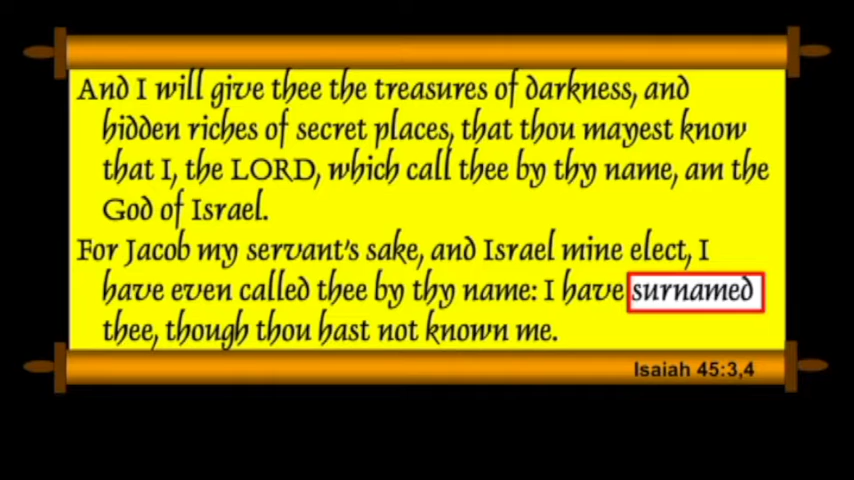 And I will give thee the treasures of darkness, and
hidden riches of secret places, that thou mayest know
that I, the LORD, which call thee by thy name, am the
God of Israel.
For Jacob my servant's sake, and Israel mine elect, I
have even called thee by thy name: I have surnamed
thee, though thou hast not known me.
Isaiah 45:3,4